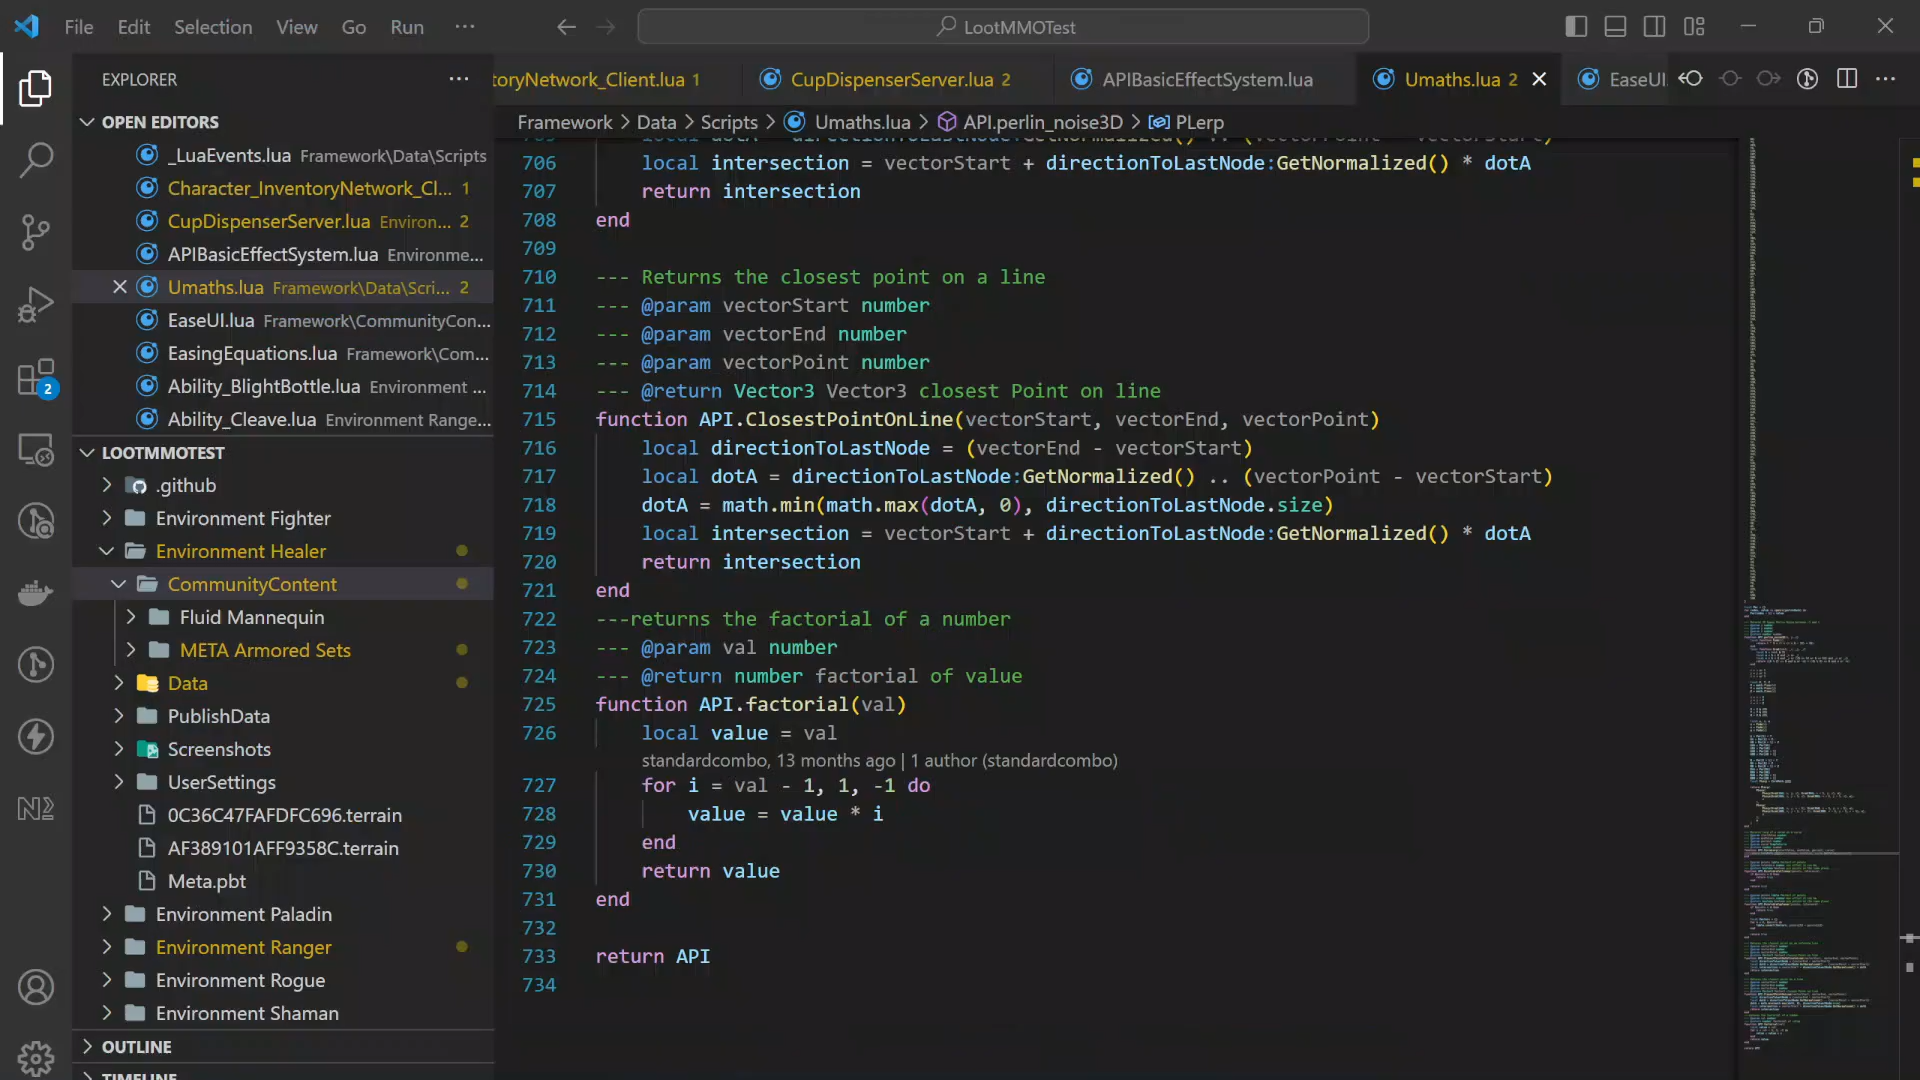 File Edit Selection View Go Run ···
LootMMOTest
EXPLORER ···
toryNetwork_Client.lua 1
CupDispenserServer.lua 2
APIBasicEffectSystem.lua
Umaths.lua 2
EaseUI
Framework > Data > Scripts > Umaths.lua > API.perlin_noise3D > PLerp
OPEN EDITORS
_LuaEvents.lua Framework\Data\Scripts
Character_InventoryNetwork_Cl... 1
CupDispenserServer.lua Environ... 2
APIBasicEffectSystem.lua Environme...
Umaths.lua Framework\Data\Scri... 2
EaseUI.lua Framework\CommunityCon...
EasingEquations.lua Framework\Com...
Ability_BlightBottle.lua Environment ...
Ability_Cleave.lua Environment Range...
LOOTMMOTEST
.github
Environment Fighter
Environment Healer
CommunityContent
Fluid Mannequin
META Armored Sets
Data
PublishData
Screenshots
UserSettings
0C36C47FAFDFC696.terrain
AF389101AFF9358C.terrain
Meta.pbt
Environment Paladin
Environment Ranger
Environment Rogue
Environment Shaman
OUTLINE
TIMELINE
2
706 local intersection = vectorStart + directionToLastNode:GetNormalized() * dotA
707 return intersection
708 end
709
710 --- Returns the closest point on a line
711 --- @param vectorStart number
712 --- @param vectorEnd number
713 --- @param vectorPoint number
714 --- @return Vector3 Vector3 closest Point on line
715 function API.ClosestPointOnLine(vectorStart, vectorEnd, vectorPoint)
716 local directionToLastNode = (vectorEnd - vectorStart)
717 local dotA = directionToLastNode:GetNormalized() .. (vectorPoint - vectorStart)
718 dotA = math.min(math.max(dotA, 0), directionToLastNode.size)
719 local intersection = vectorStart + directionToLastNode:GetNormalized() * dotA
720 return intersection
721 end
722 ---returns the factorial of a number
723 --- @param val number
724 --- @return number factorial of value
725 function API.factorial(val)
726 local value = val
standardcombo, 13 months ago | 1 author (standardcombo)
727 for i = val - 1, 1, -1 do
728 value = value * i
729 end
730 return value
731 end
732
733 return API
734